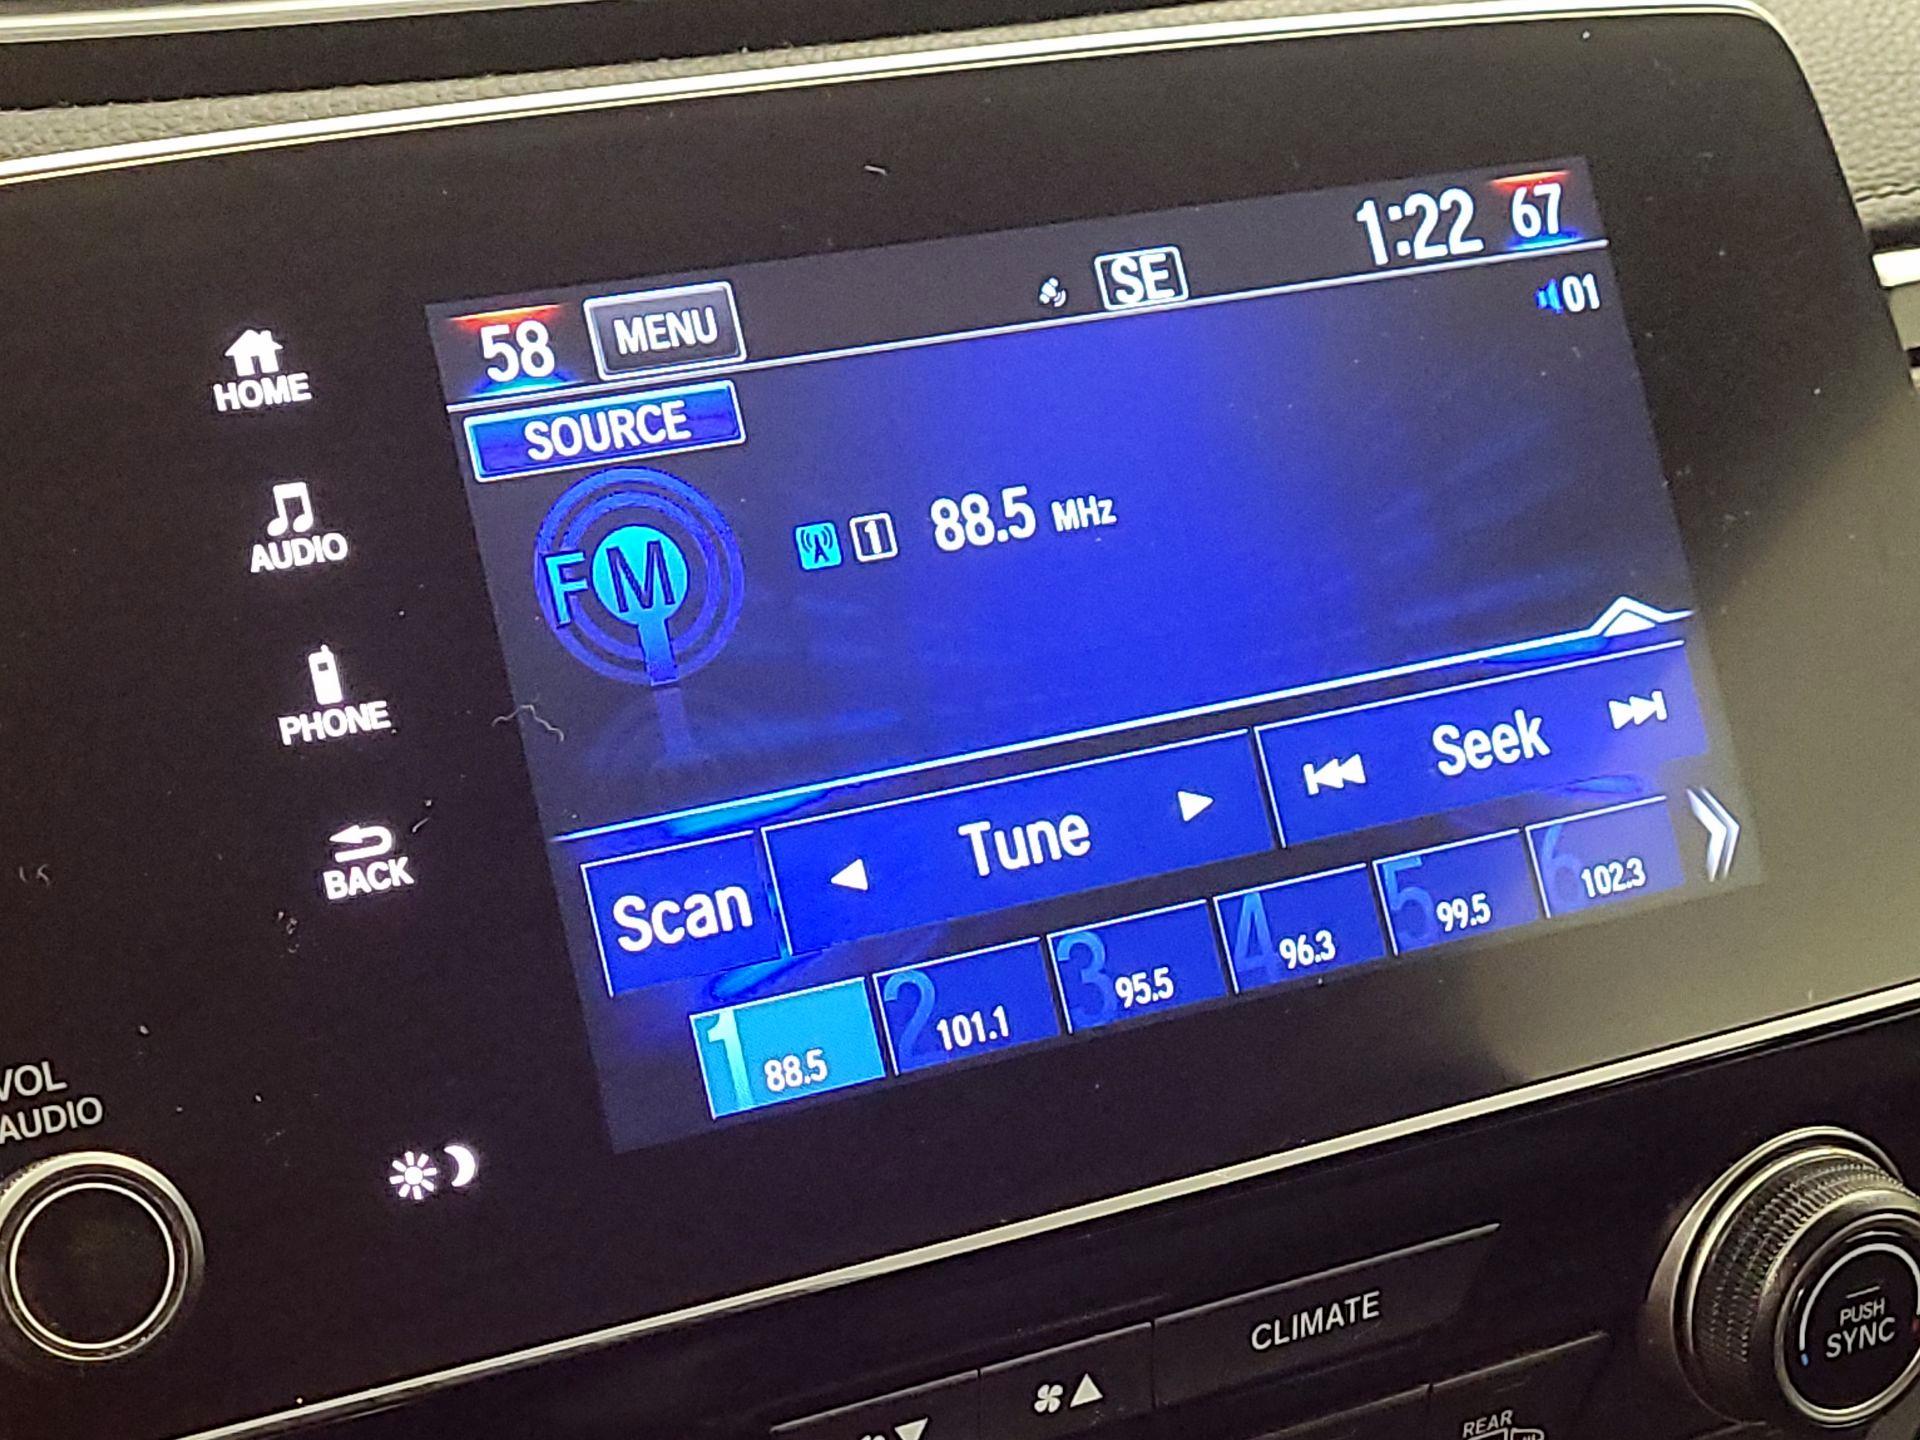 1:22 67
SE
01
58 MENU
SOURCE
HOME
AUDIO
PHONE
BACK
FM
1 88.5 MHz
Scan Tune Seek
1 88.5 2 101.1 3 95.5 4 96.3 5 99.5 6 102.3
VOL
AUDIO
CLIMATE
PUSH
SYNC
REAR